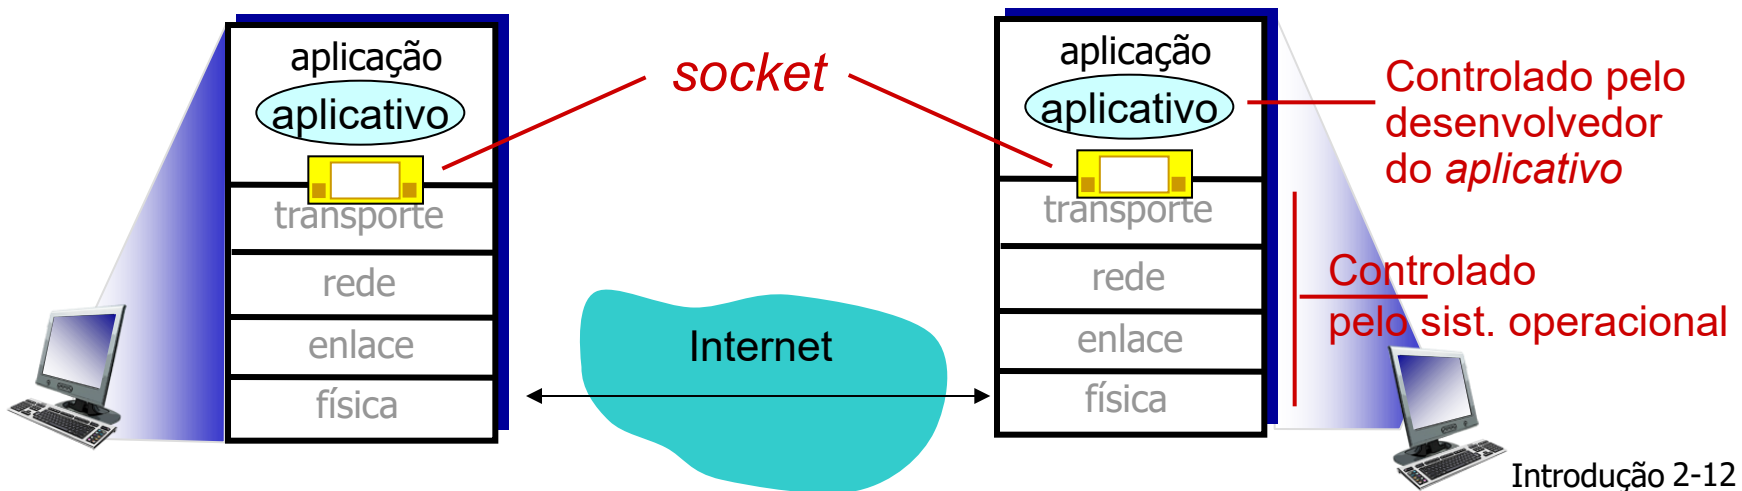 aplicação
aplicativo
transporte
rede
enlace
física
socket
Internet
aplicação
aplicativo
transporte
rede
enlace
física
Controlado pelo
desenvolvedor
do aplicativo
Controlado
pelo sist. operacional
Introdução 2-12